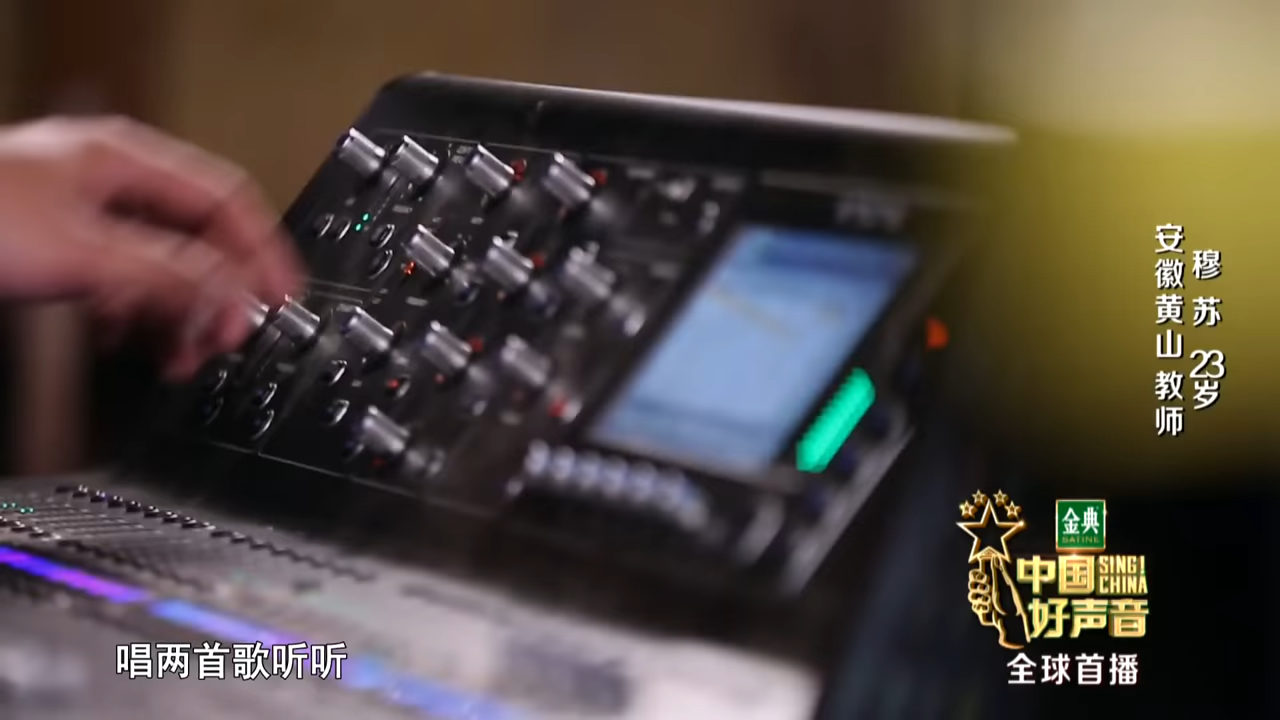 穆苏 23岁
安徽黄山 教师
金典
SATINE
中国
SING!
CHINA
好声音
全球首播
唱两首歌听听